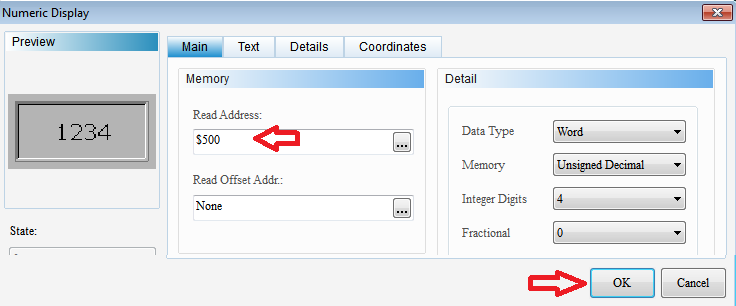 Numeric Display
Preview
1234
State:
Main Text Details Coordinates
Memory
Read Address:
$500
...
Read Offset Addr.:
None
...
Detail
Data Type Word
Memory Unsigned Decimal
Integer Digits 4
Fractional 0
OK Cancel